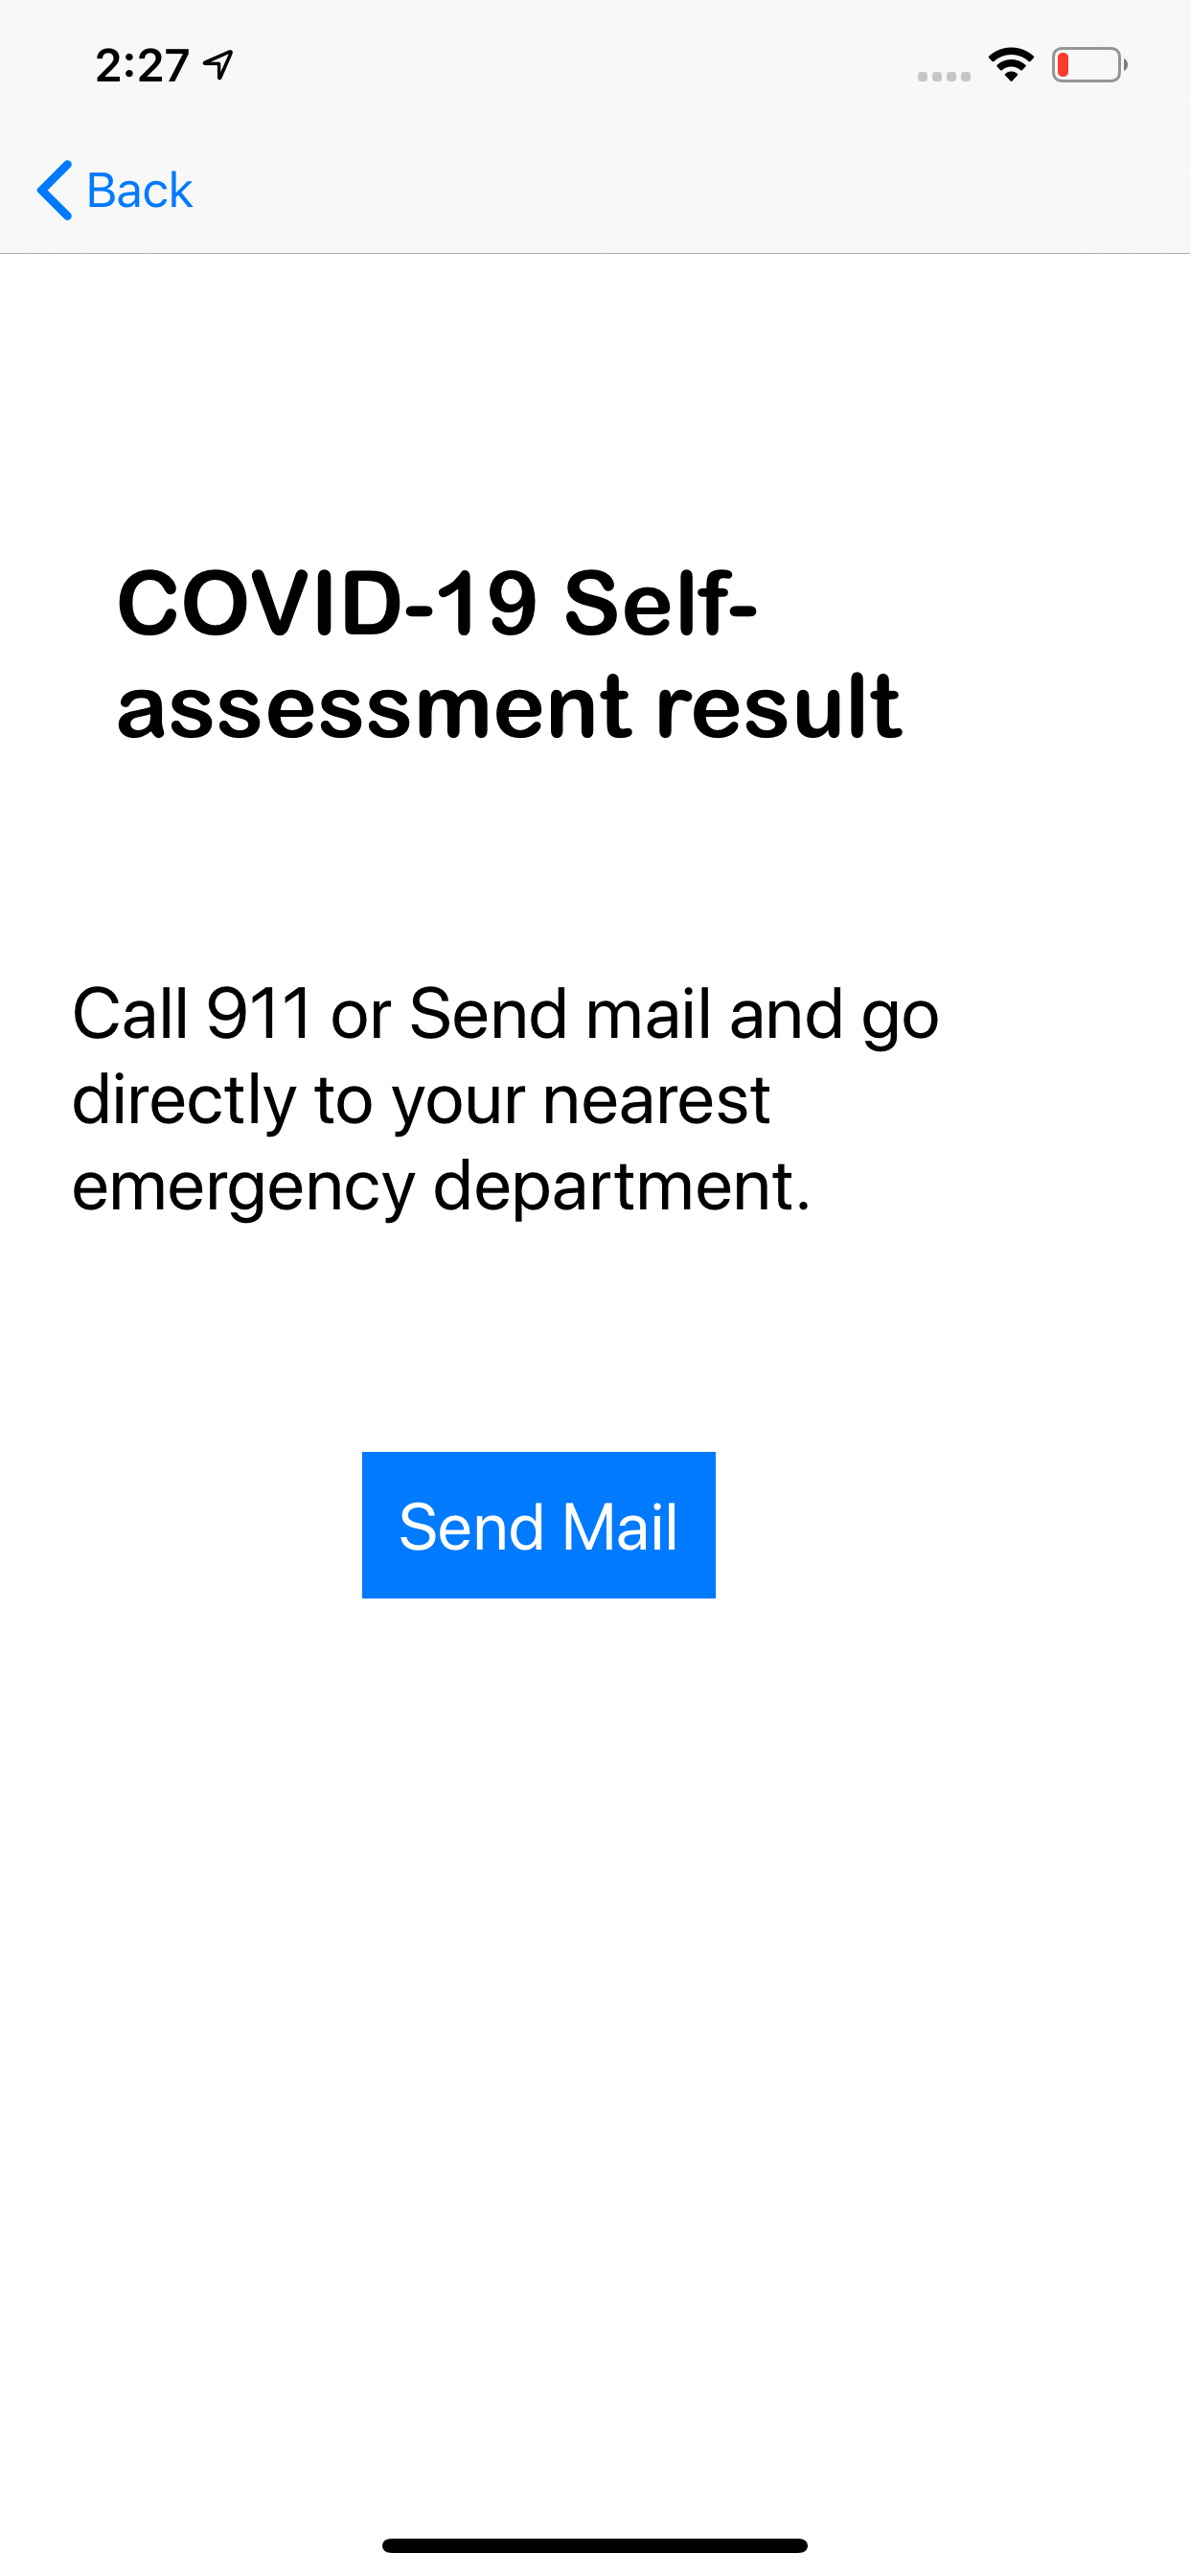 2:27
Back
COVID-19 Self-
assessment result
Call 911 or Send mail and go
directly to your nearest
emergency department.
Send Mail